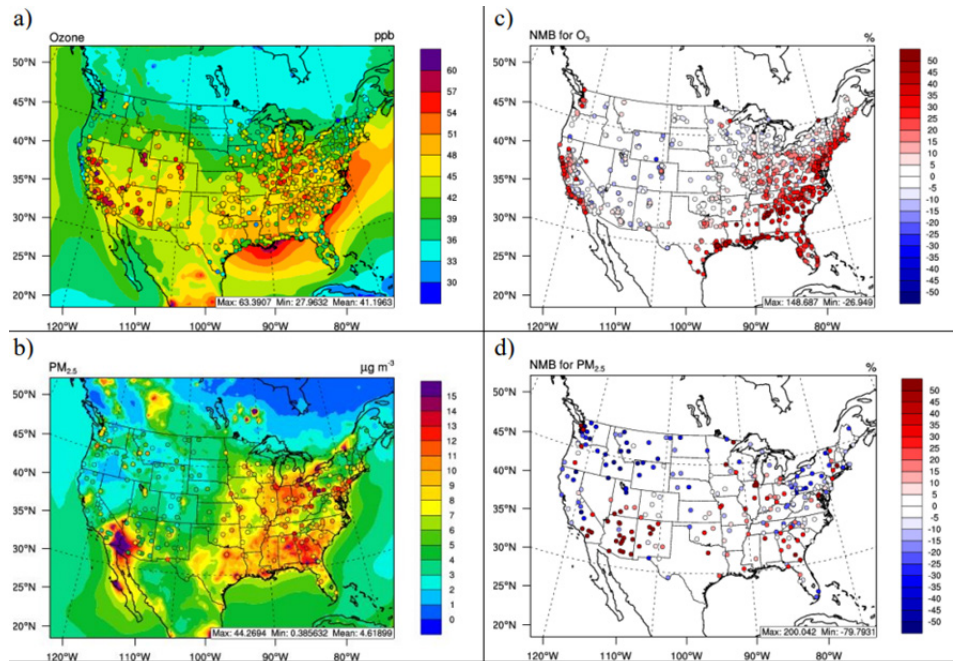 a)
Ozone ppb
50°N
45°N
40°N
35°N
30°N
25°N
120°W 110°W 100°W 90°W 80°W
Max: 63.3907 Min: 27.9632 Mean: 41.1963
60
57
54
51
48
45
42
39
36
33
30
c)
NMB for O3 %
50°N
45°N
40°N
35°N
30°N
25°N
120°W 110°W 100°W 90°W 80°W
Max: 148.687 Min: -26.949
50
45
40
35
30
25
20
15
10
5
0
-5
-10
-15
-20
-25
-30
-35
-40
-45
-50
b)
PM2.5 µg m-3
50°N
45°N
40°N
35°N
30°N
25°N
120°W 110°W 100°W 90°W 80°W
Max: 44.2694 Min: 0.385632 Mean: 4.61899
15
14
13
12
11
10
9
8
7
6
5
4
3
2
1
0
d)
NMB for PM2.5 %
50°N
45°N
40°N
35°N
30°N
25°N
120°W 110°W 100°W 90°W 80°W
Max: 200.042 Min: -79.7931
50
45
40
35
30
25
20
15
10
5
0
-5
-10
-15
-20
-25
-30
-35
-40
-45
-50